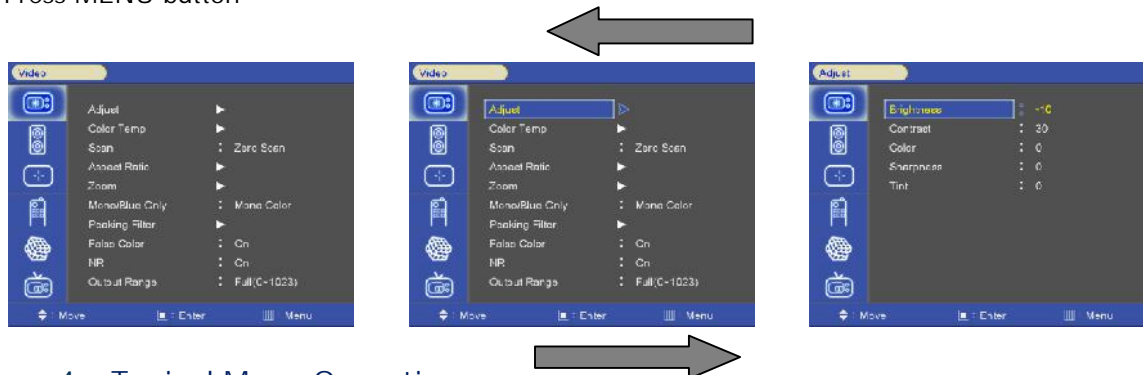 Press MENU button
Video
Adjust
Color Temp
Scan : Zero Scan
Aspect Ratio
Zoom
Mono/Blue Only : Mono Color
Peaking Filter
False Color : On
NR : On
Output Range : Full(0~1023)
: Move : Enter : Menu
Video
Adjust
Color Temp
Scan : Zero Scan
Aspect Ratio
Zoom
Mono/Blue Only : Mono Color
Peaking Filter
False Color : On
NR : On
Output Range : Full(0~1023)
: Move : Enter : Menu
Adjust
Brightness : -10
Contrast : 30
Color : 0
Sharpness : 0
Tint : 0
: Move : Enter : Menu
Menu